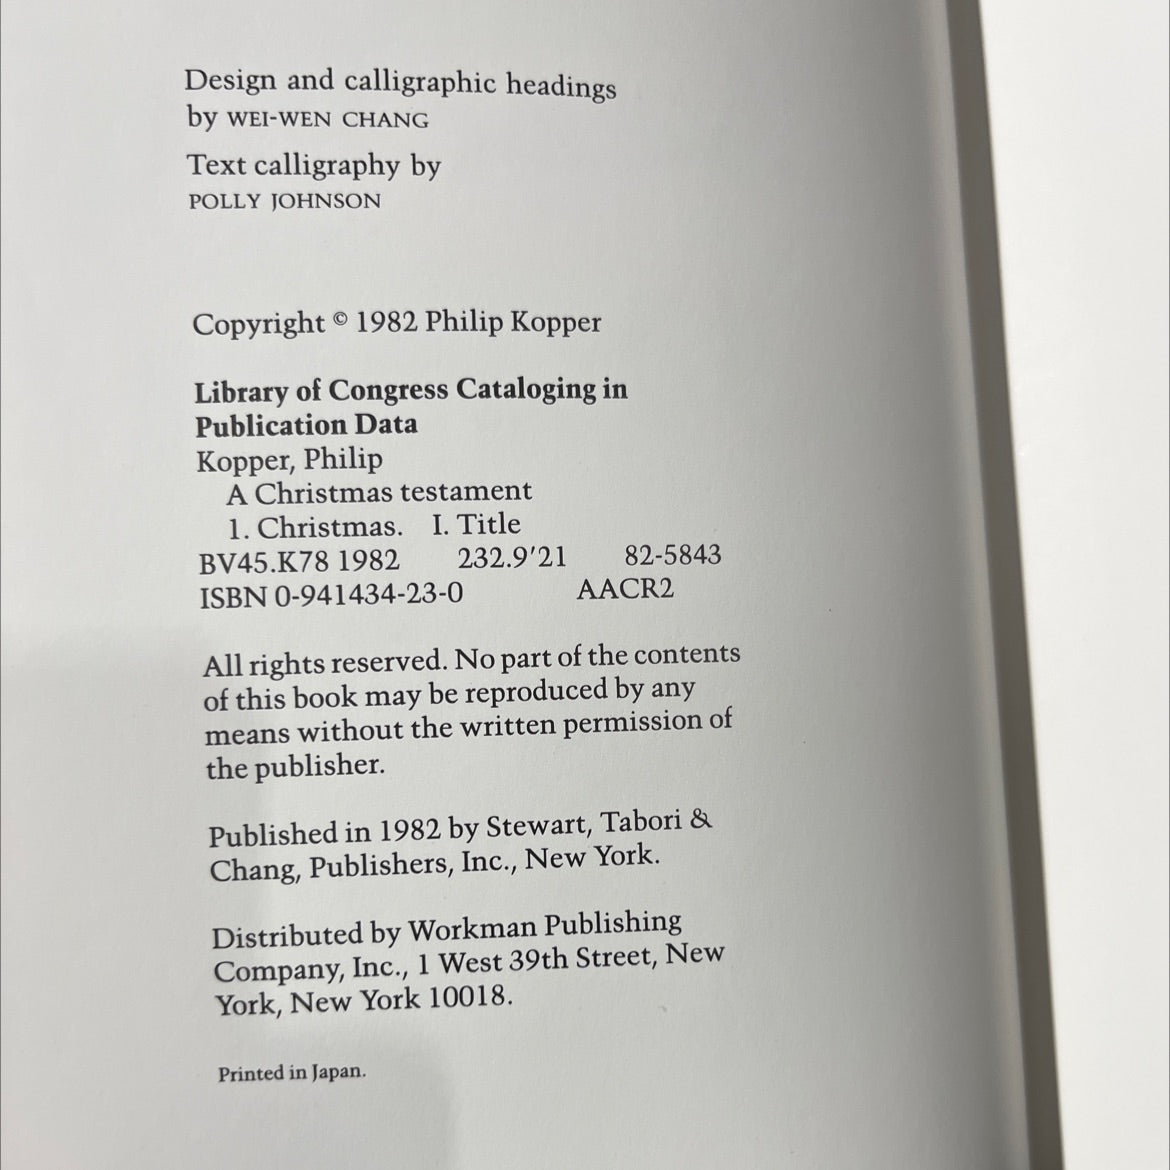 Design and calligraphic headings
by WEI-WEN CHANG
Text calligraphy by
POLLY JOHNSON
Copyright © 1982 Philip Kopper
Library of Congress Cataloging in
Publication Data
Kopper, Philip
A Christmas testament
1. Christmas. I. Title
BV45.K78 1982 232.9'21 82-5843
ISBN 0-941434-23-0 AACR2
All rights reserved. No part of the contents
of this book may be reproduced by any
means without the written permission of
the publisher.
Published in 1982 by Stewart, Tabori &
Chang, Publishers, Inc., New York.
Distributed by Workman Publishing
Company, Inc., 1 West 39th Street, New
York, New York 10018.
Printed in Japan.